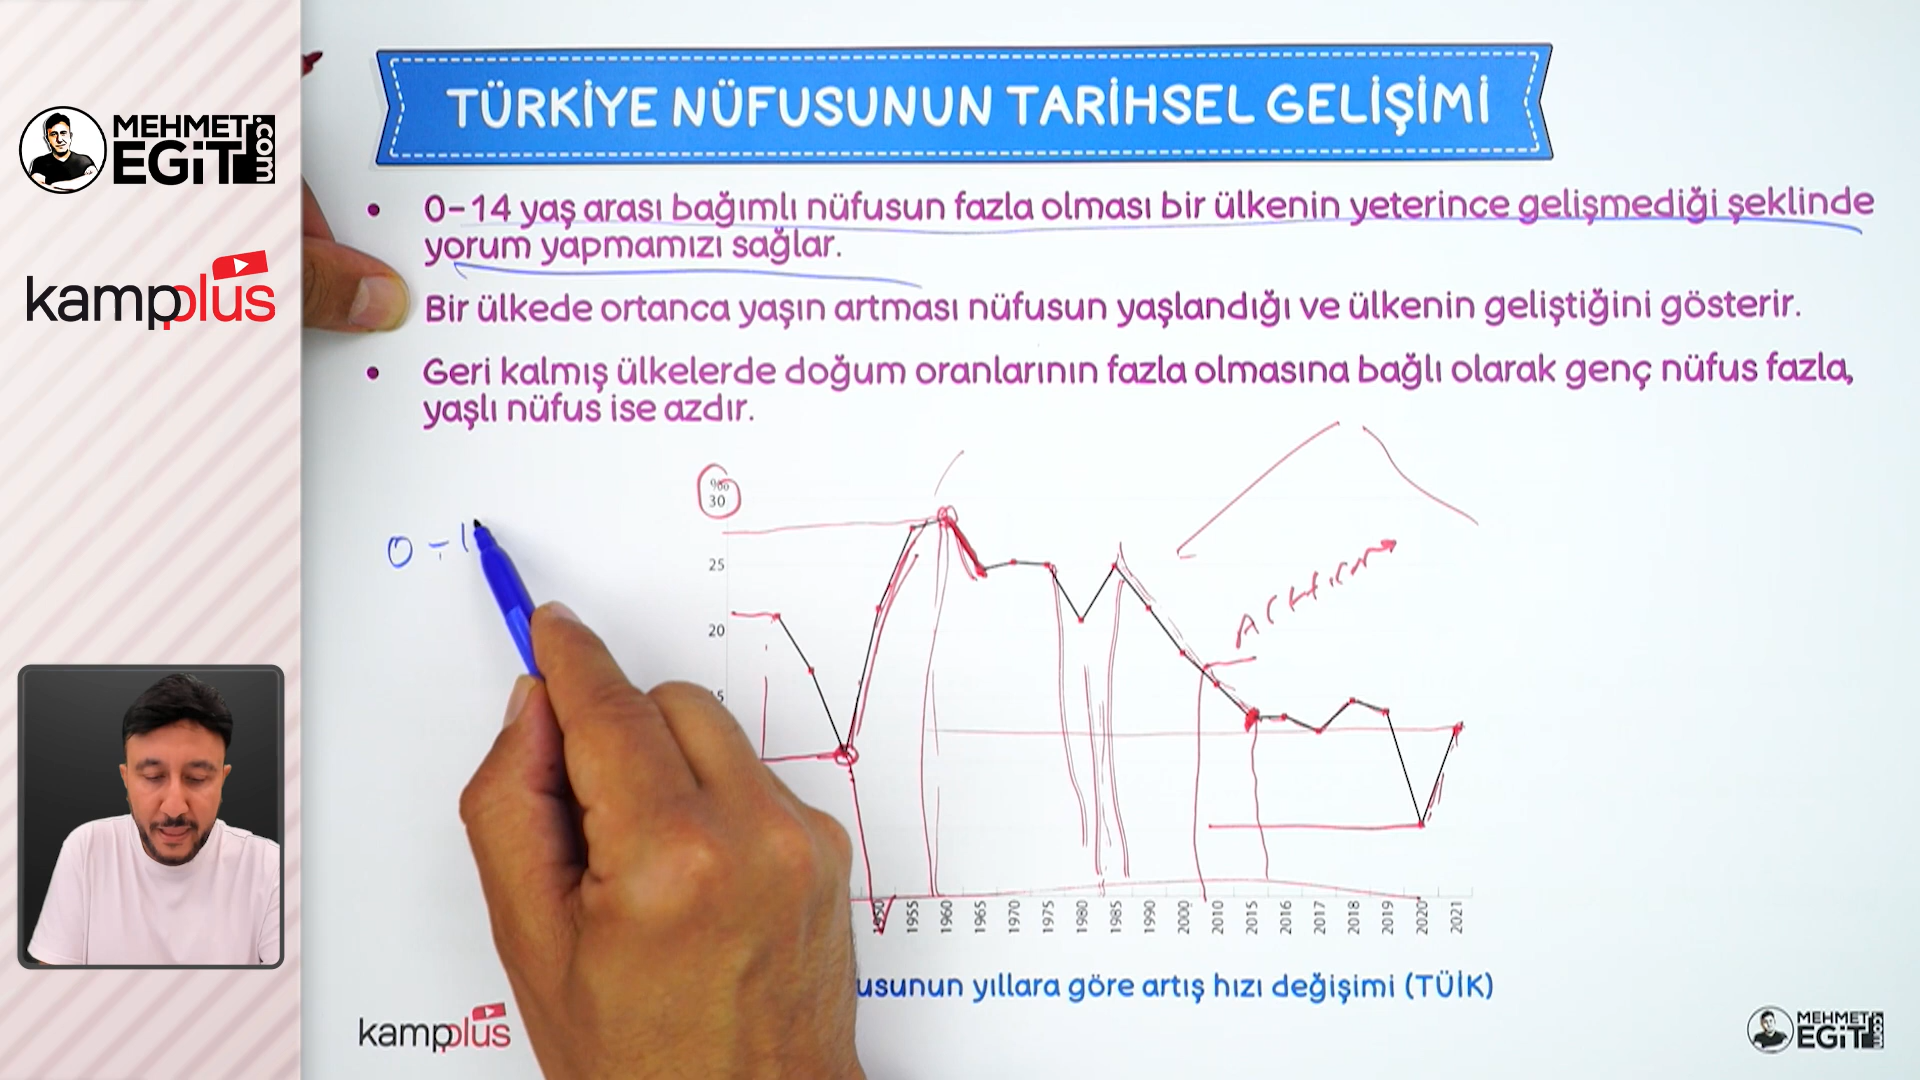 MEHMET
EGİT
.com
kampplus
TÜRKİYE NÜFUSUNUN TARİHSEL GELİŞİMİ
• 0-14 yaş arası bağımlı nüfusun fazla olması bir ülkenin yeterince gelişmediği şeklinde
yorum yapmamızı sağlar.
Bir ülkede ortanca yaşın artması nüfusun yaşlandığı ve ülkenin geliştiğini gösterir.
• Geri kalmış ülkelerde doğum oranlarının fazla olmasına bağlı olarak genç nüfus fazla,
yaşlı nüfus ise azdır.
‰
30
25
20
5
0-1
1950 1955 1960 1965 1970 1975 1980 1985 1990 2000 2010 2015 2016 2017 2018 2019 2020 2021
usunun yıllara göre artış hızı değişimi (TÜİK)
kampplus
MEHMET
EGİT
.com